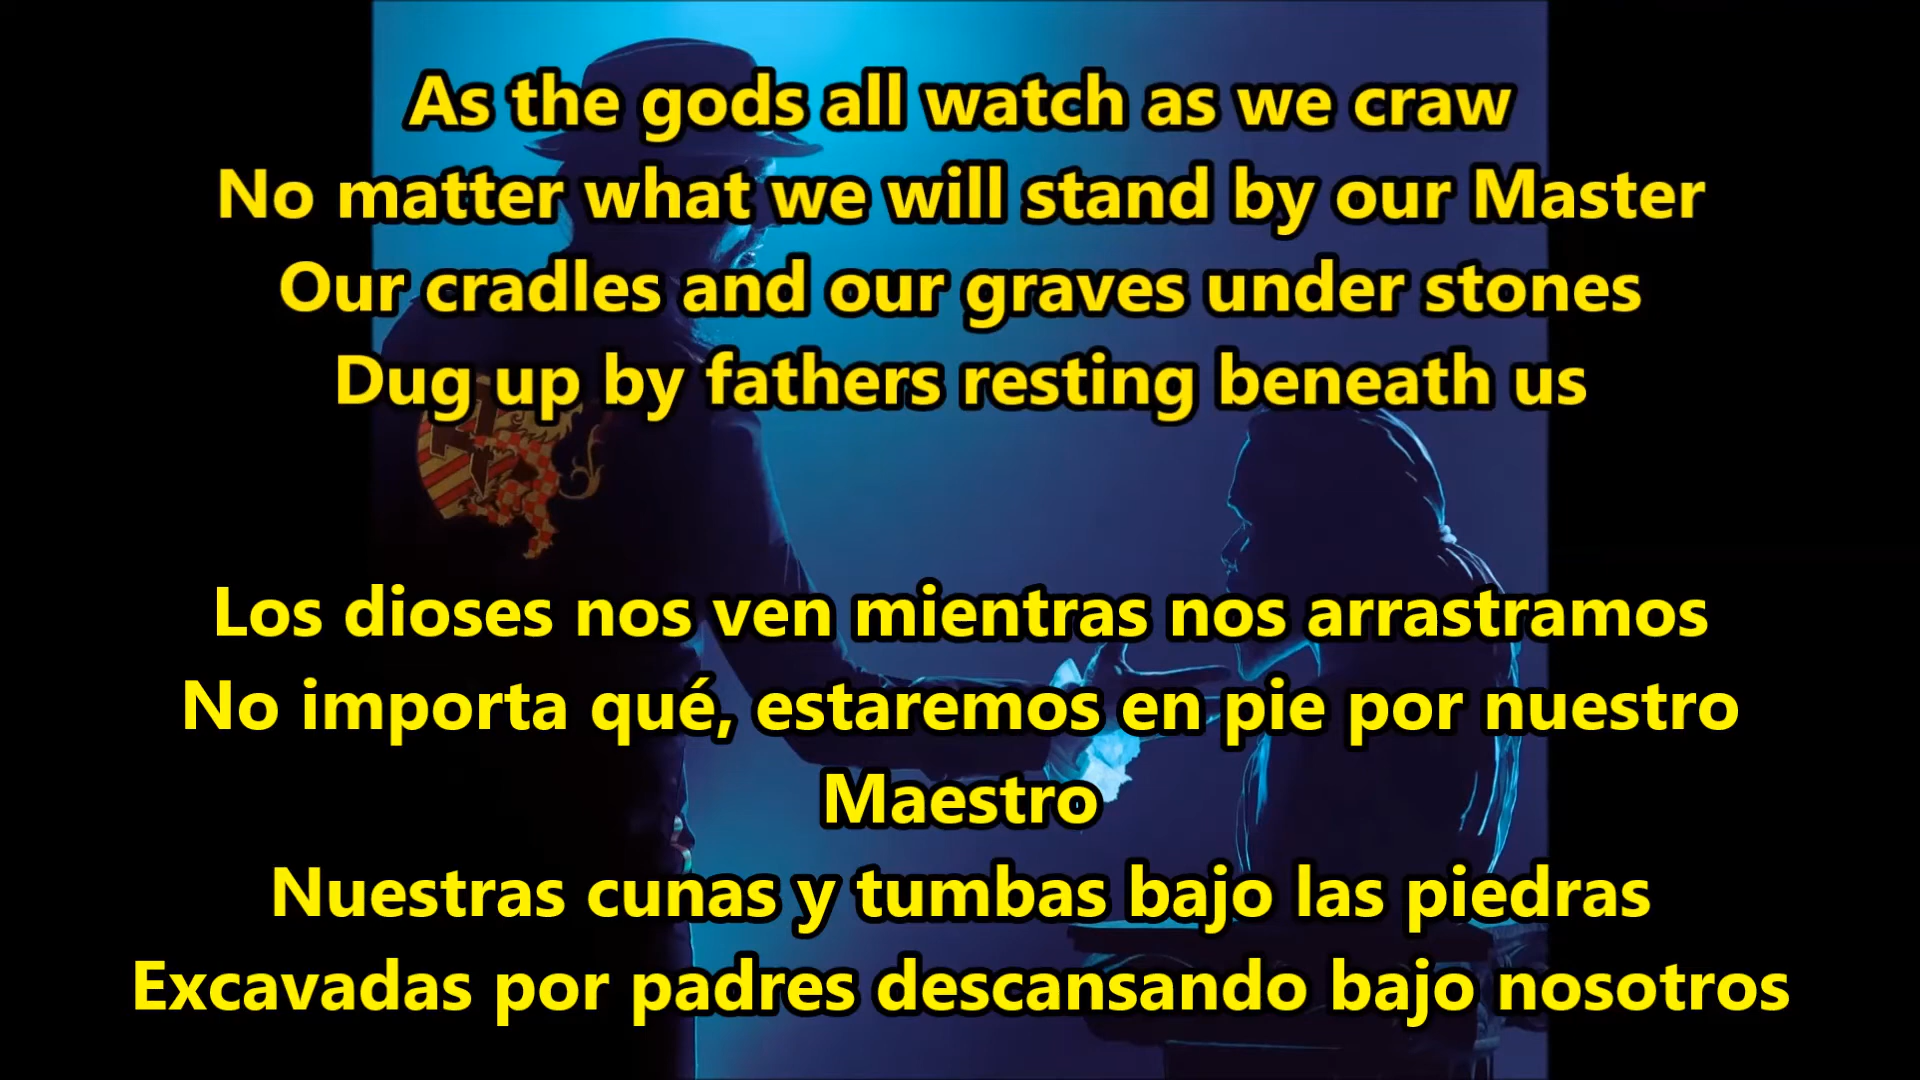 As the gods all watch as we craw
No matter what we will stand by our Master
Our cradles and our graves under stones
Dug up by fathers resting beneath us
Los dioses nos ven mientras nos arrastramos
No importa qué, estaremos en pie por nuestro
Maestro
Nuestras cunas y tumbas bajo las piedras
Excavadas por padres descansando bajo nosotros